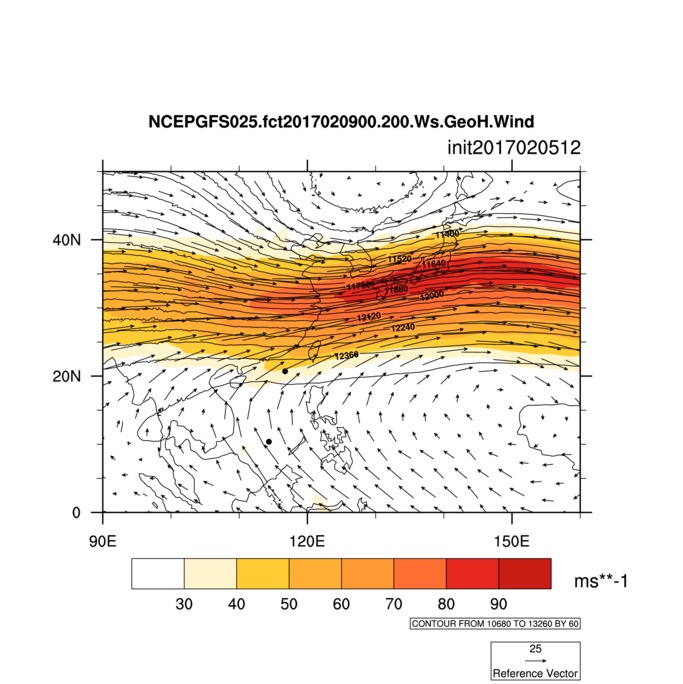 NCEPGFS025.fct2017020900.200.Ws.GeoH.Wind
init2017020512
40N
11400
11520
11640
11760
11880
12000
12120
12240
12360
20N
0
90E 120E 150E
ms**-1
30 40 50 60 70 80 90
CONTOUR FROM 10680 TO 13260 BY 60
25
Reference Vector